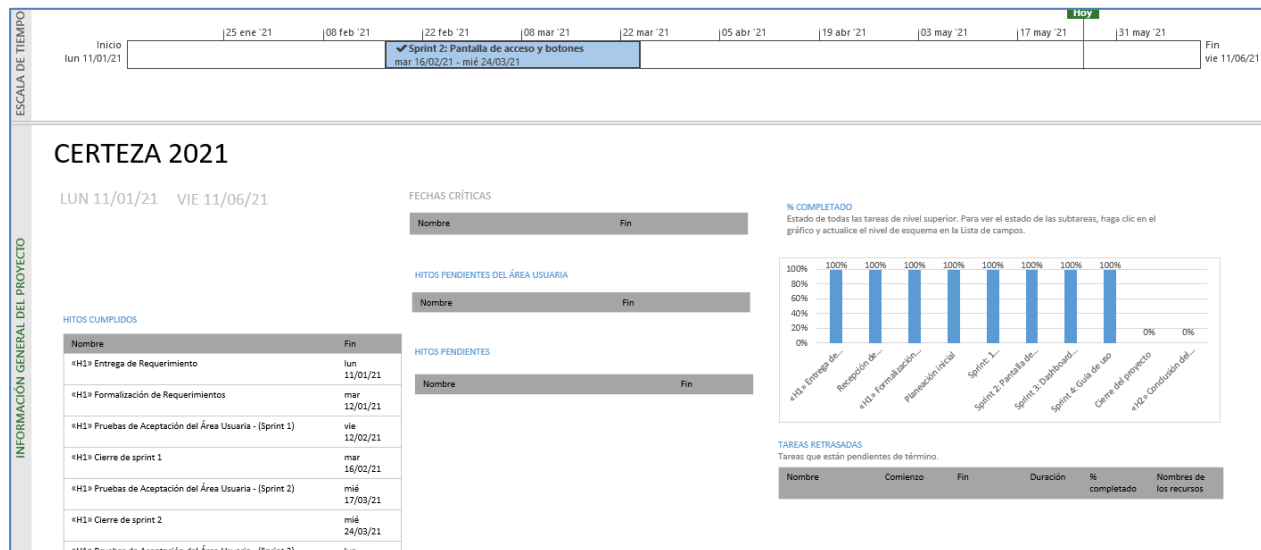 ESCALA DE TIEMPO
Hoy
25 ene '21 08 feb '21 22 feb '21 08 mar '21 22 mar '21 05 abr '21 19 abr '21 03 may '21 17 may '21 31 may '21
Inicio
lun 11/01/21
Sprint 2: Pantalla de acceso y botones
mar 16/02/21 - mié 24/03/21
Fin
vie 11/06/21
INFORMACIÓN GENERAL DEL PROYECTO
CERTEZA 2021
LUN 11/01/21 VIE 11/06/21
HITOS CUMPLIDOS
Nombre Fin
«H1» Entrega de Requerimiento lun
11/01/21
«H1» Formalización de Requerimientos mar
12/01/21
«H1» Pruebas de Aceptación del Área Usuaria - (Sprint 1) vie
12/02/21
«H1» Cierre de sprint 1 mar
16/02/21
«H1» Pruebas de Aceptación del Área Usuaria - (Sprint 2) mié
17/03/21
«H1» Cierre de sprint 2 mié
24/03/21
FECHAS CRÍTICAS
Nombre Fin
HITOS PENDIENTES DEL ÁREA USUARIA
Nombre Fin
HITOS PENDIENTES
Nombre Fin
% COMPLETADO
Estado de todas las tareas de nivel superior. Para ver el estado de las subtareas, haga clic en el
gráfico y actualice el nivel de esquema en la Lista de campos.
100% 100% 100% 100% 100% 100% 100% 100% 0% 0%
100%
80%
60%
40%
20%
0%
«H1» Entrega de...
Recepción de...
«H1» Formalización...
Planeación inicial
Sprint: 1...
Sprint 2: Pantalla de...
Sprint 3: Dashboard...
Sprint 4: Guía de uso
Cierre del proyecto
«H2» Conclusión del...
TAREAS RETRASADAS
Tareas que están pendientes de término.
Nombre Comienzo Fin Duración % Nombres de
completado los recursos